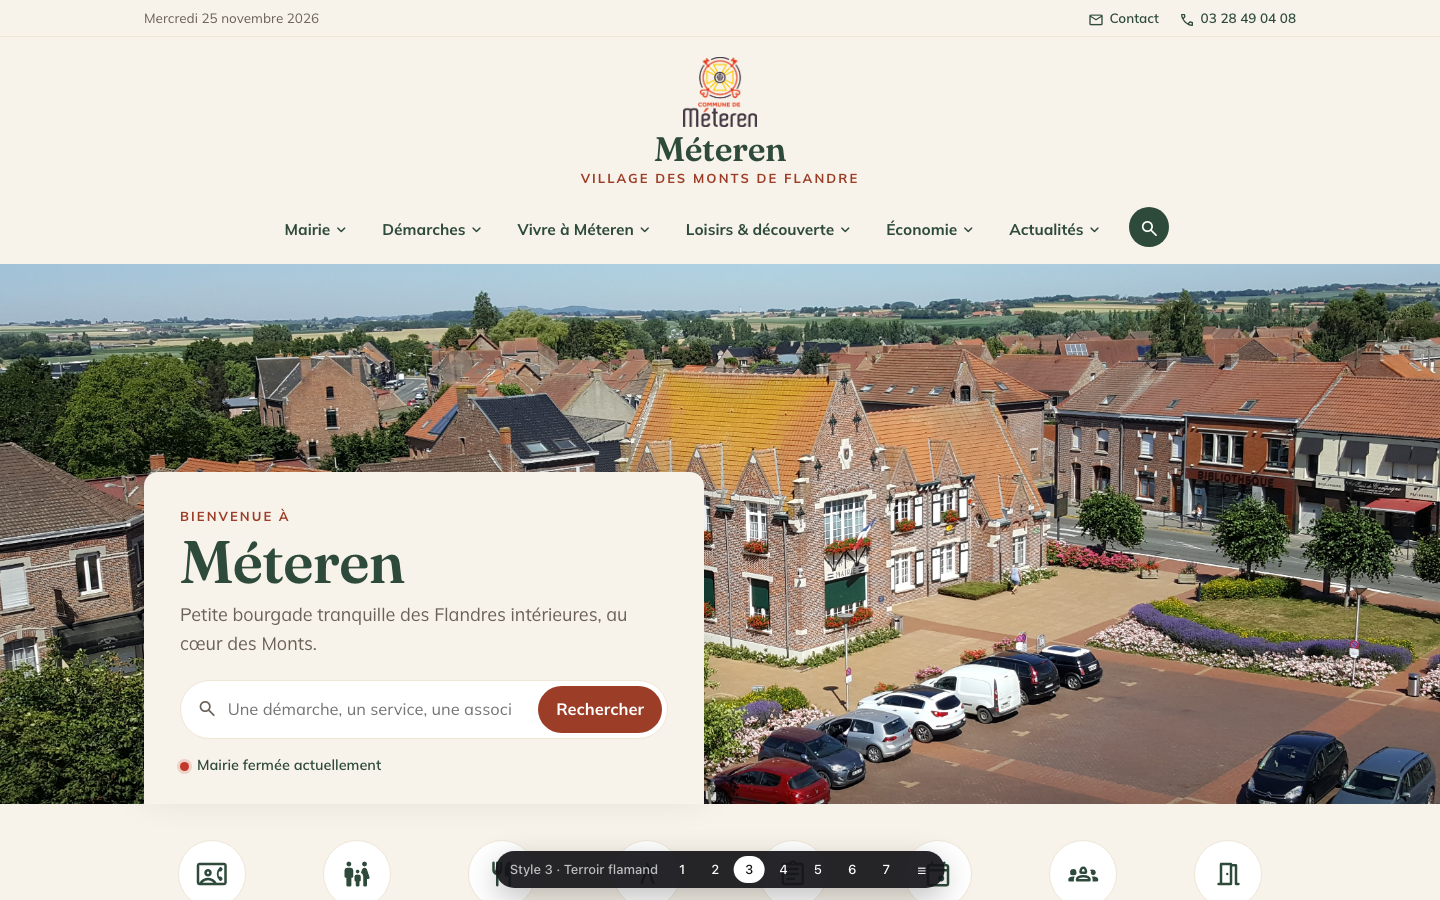 Mercredi 25 novembre 2026
Contact
03 28 49 04 08
COMMUNE DE
Méteren
Méteren
VILLAGE DES MONTS DE FLANDRE
Mairie
Démarches
Vivre à Méteren
Loisirs & découverte
Économie
Actualités
BIBLIOTHEQUE
MAIRIE
BIENVENUE À
Méteren
Petite bourgade tranquille des Flandres intérieures, au
cœur des Monts.
Une démarche, un service, une associ
Rechercher
Mairie fermée actuellement
Style 3 · Terroir flamand 1 2 3 4 5 6 7